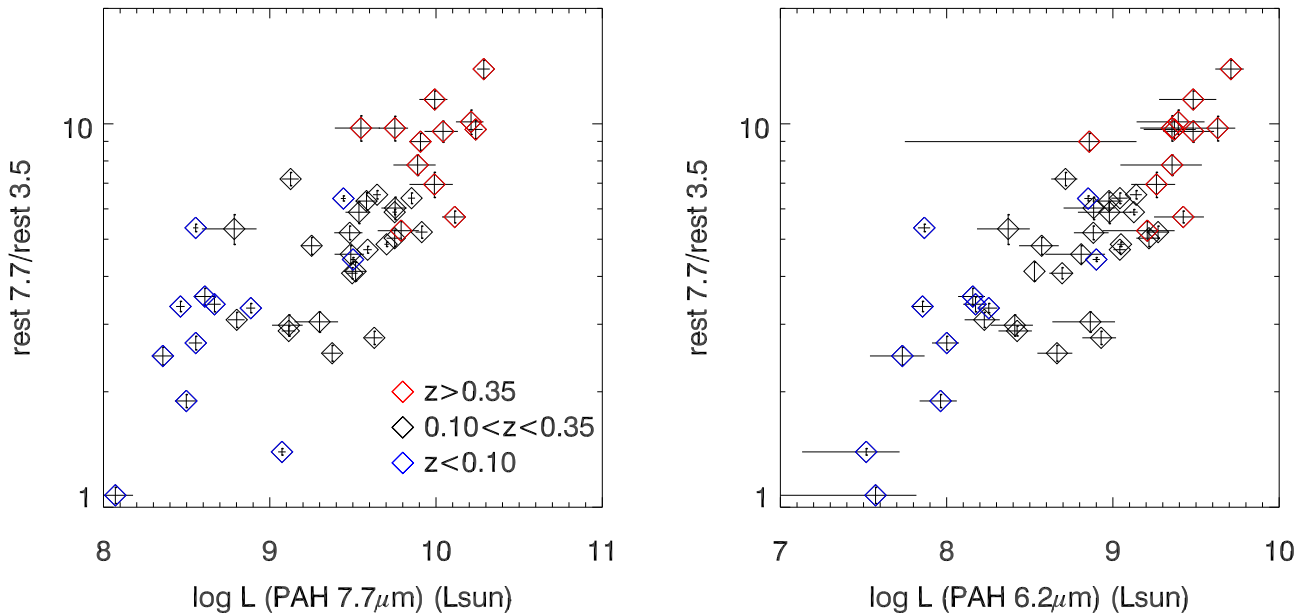 rest 7.7/rest 3.5
10
1
z>0.35
0.10<z<0.35
z<0.10
8 9 10 11
log L (PAH 7.7μm) (Lsun)
rest 7.7/rest 3.5
10
1
7 8 9 10
log L (PAH 6.2μm) (Lsun)